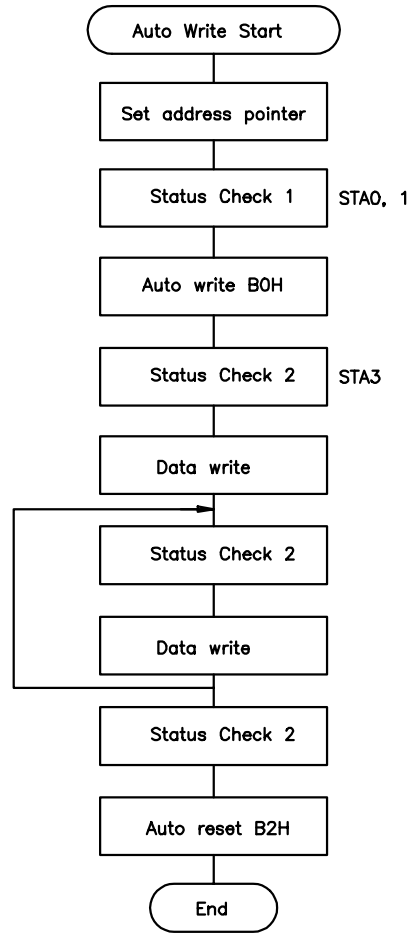 Auto Write Start
Set address pointer
Status Check 1 STA0, 1
Auto write B0H
Status Check 2 STA3
Data write
Status Check 2
Data write
Status Check 2
Auto reset B2H
End